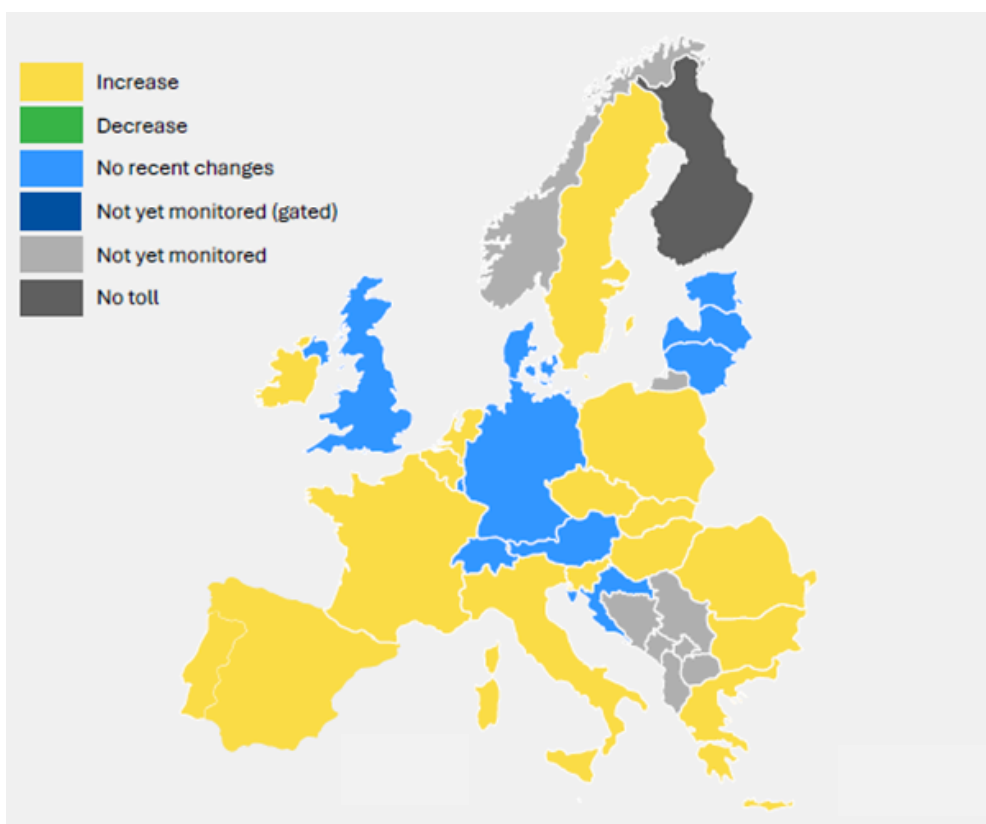 Increase
Decrease
No recent changes
Not yet monitored (gated)
Not yet monitored
No toll